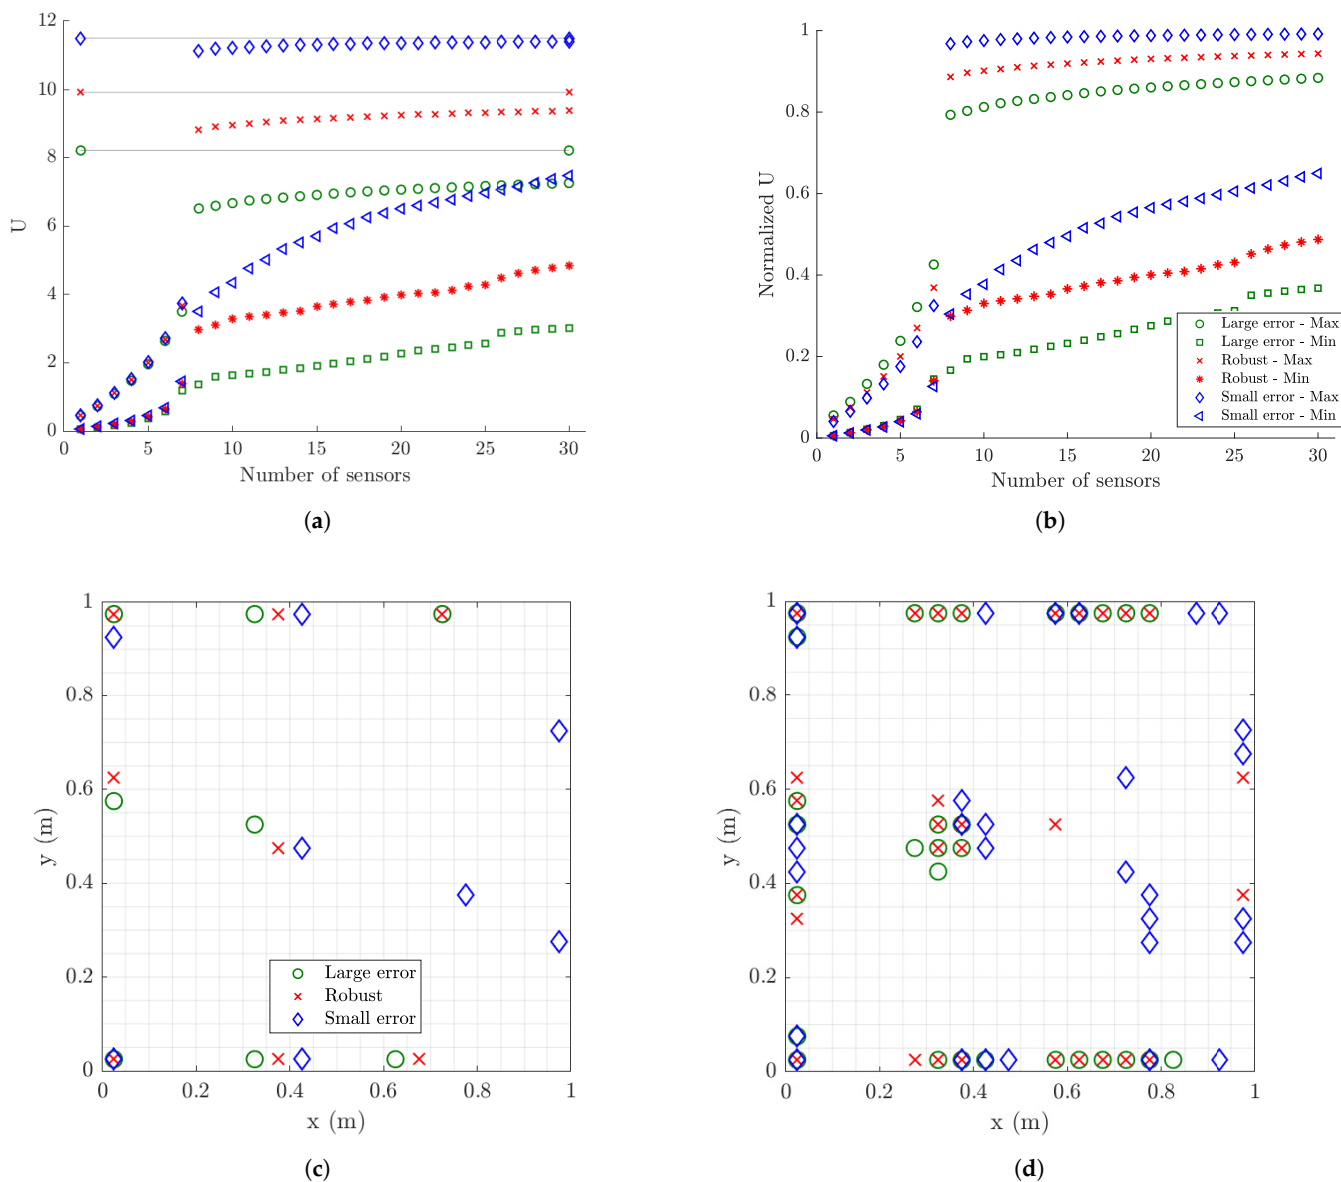 12
10
8
6
4
2
0
U
0
5
10
15
20
25
30
Number of sensors
(a)
1
0.8
0.6
0.4
0.2
0
Normalized U
Large error - Max
Large error - Min
Robust - Max
Robust - Min
Small error - Max
Small error - Min
0
5
10
15
20
25
30
Number of sensors
(b)
1
0.8
0.6
0.4
0.2
0
y (m)
Large error
Robust
Small error
0
0.2
0.4
0.6
0.8
1
x (m)
(c)
1
0.8
0.6
0.4
0.2
0
y (m)
0
0.2
0.4
0.6
0.8
1
x (m)
(d)